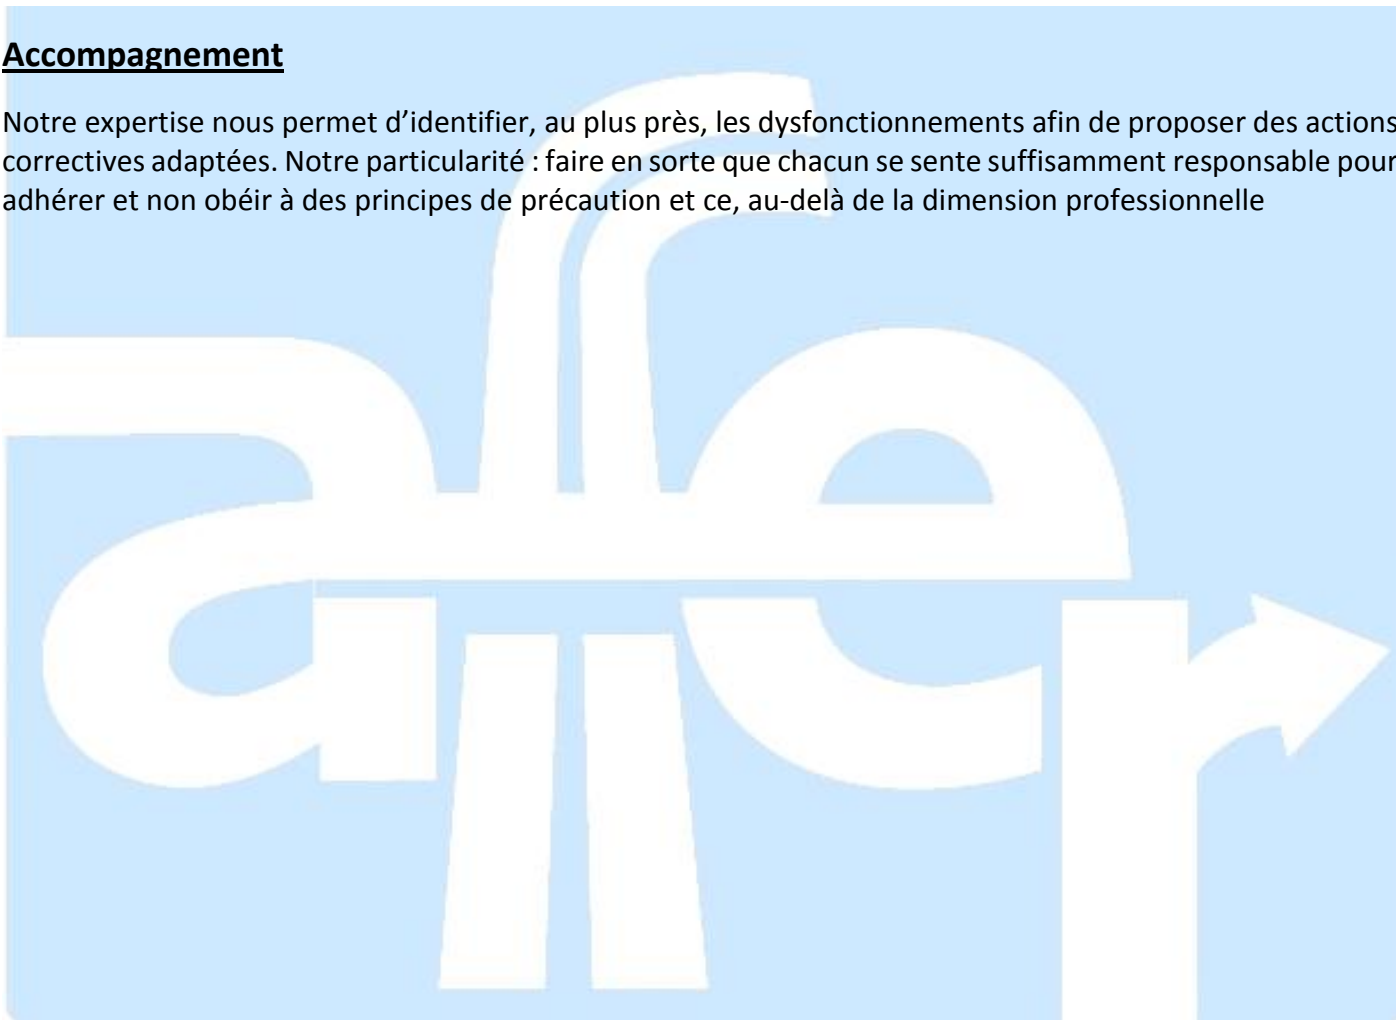 Accompagnement
Notre expertise nous permet d’identifier, au plus près, les dysfonctionnements afin de proposer des actions
correctives adaptées. Notre particularité : faire en sorte que chacun se sente suffisamment responsable pour
adhérer et non obéir à des principes de précaution et ce, au-delà de la dimension professionnelle
affer